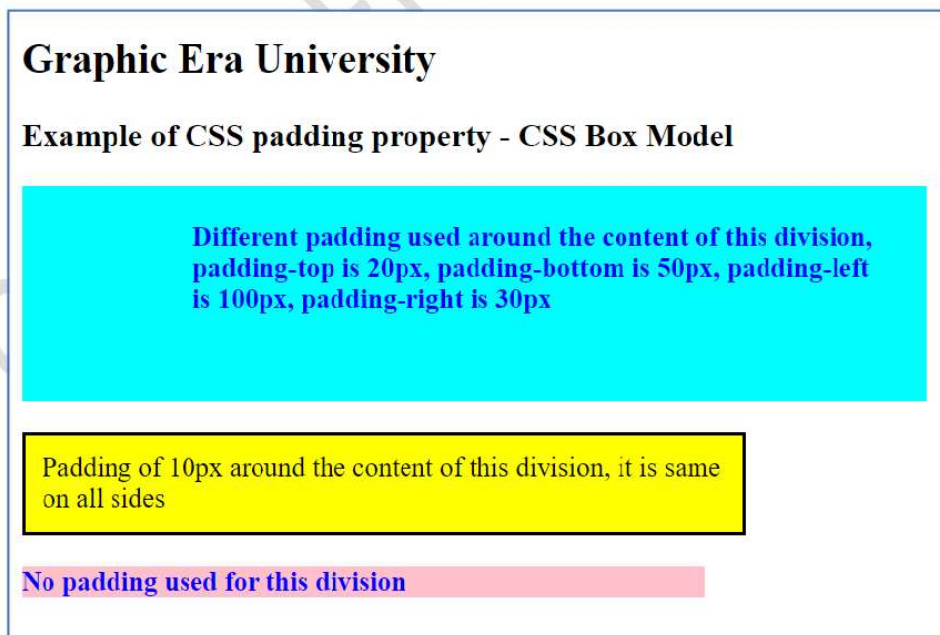 Graphic Era University
Example of CSS padding property - CSS Box Model
Different padding used around the content of this division,
padding-top is 20px, padding-bottom is 50px, padding-left
is 100px, padding-right is 30px
Padding of 10px around the content of this division, it is same
on all sides
No padding used for this division